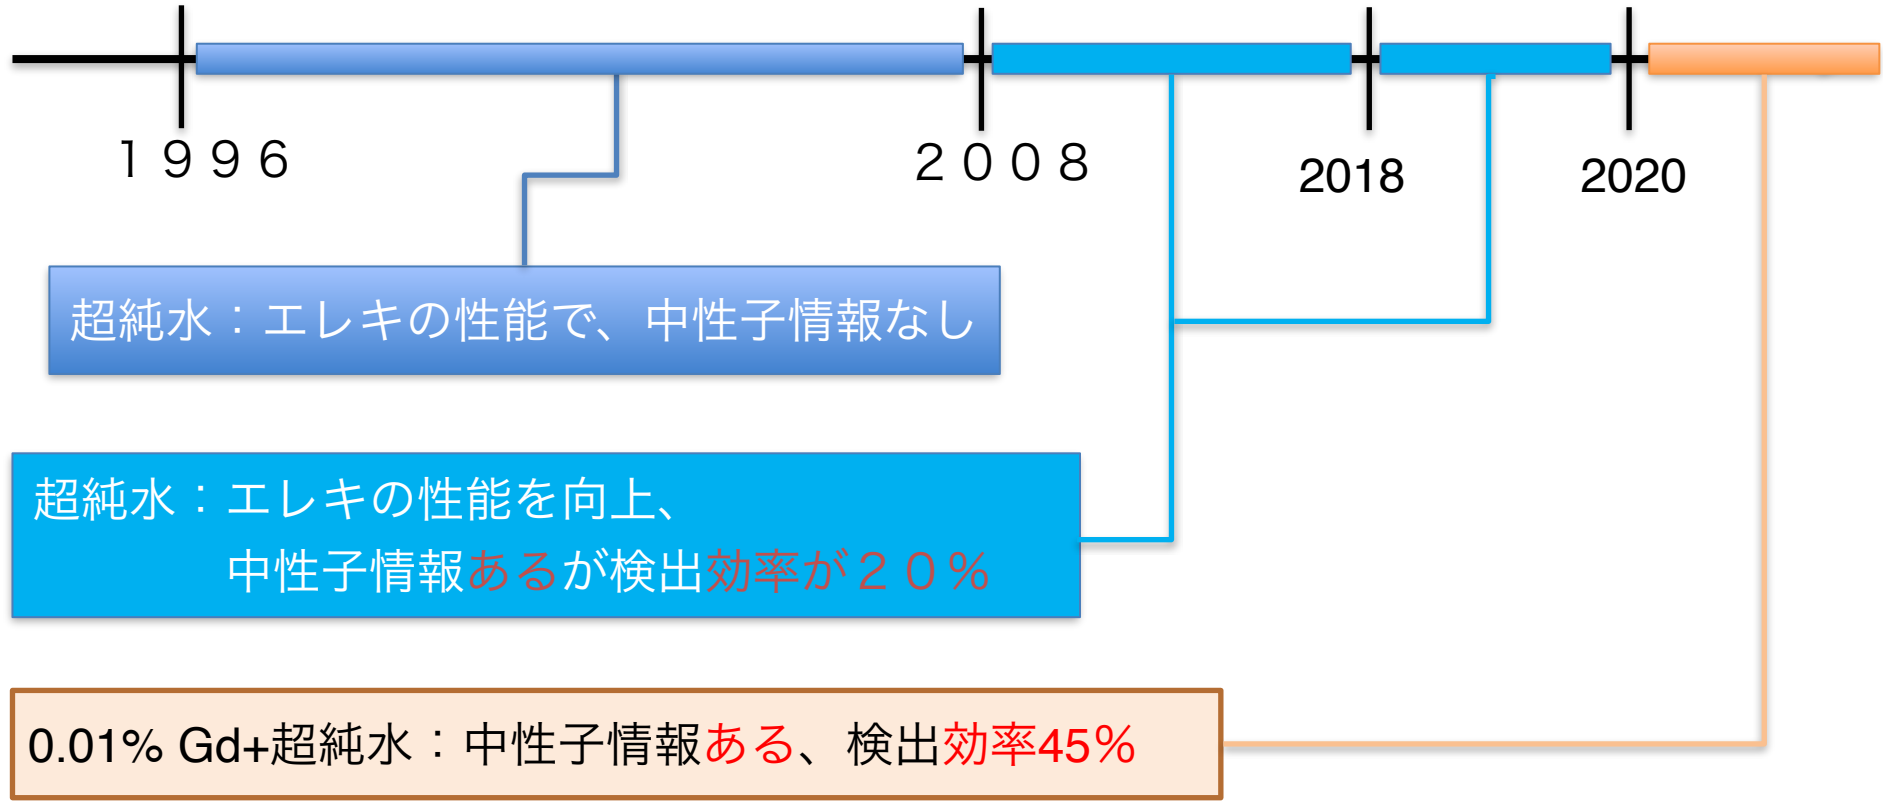 １９９６
２００８
2018
2020
超純水：エレキの性能で、中性子情報なし
超純水：エレキの性能を向上、
中性子情報あるが検出効率が２０％
0.01% Gd+超純水：中性子情報ある、検出効率45%